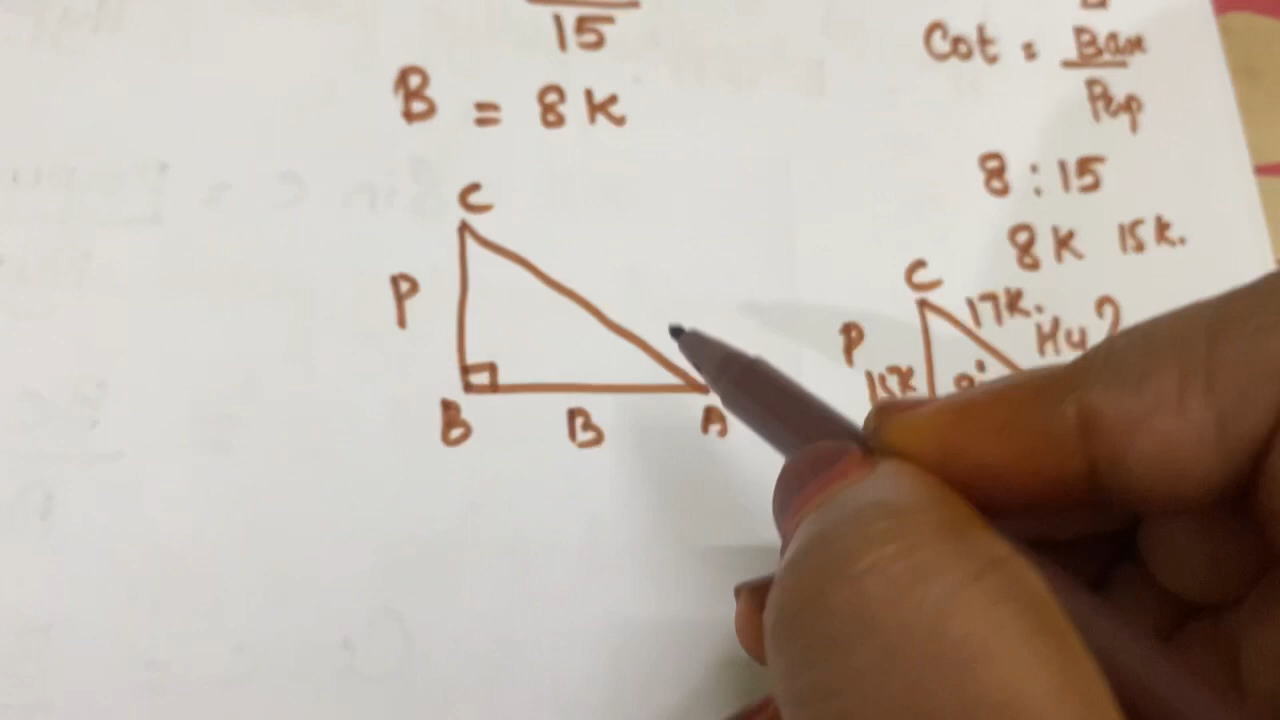 15
B = 8K
C
P
B B A
Cot = Base
Perp
8 : 15
8K 15K.
C
17K.
P Hy ?
15K